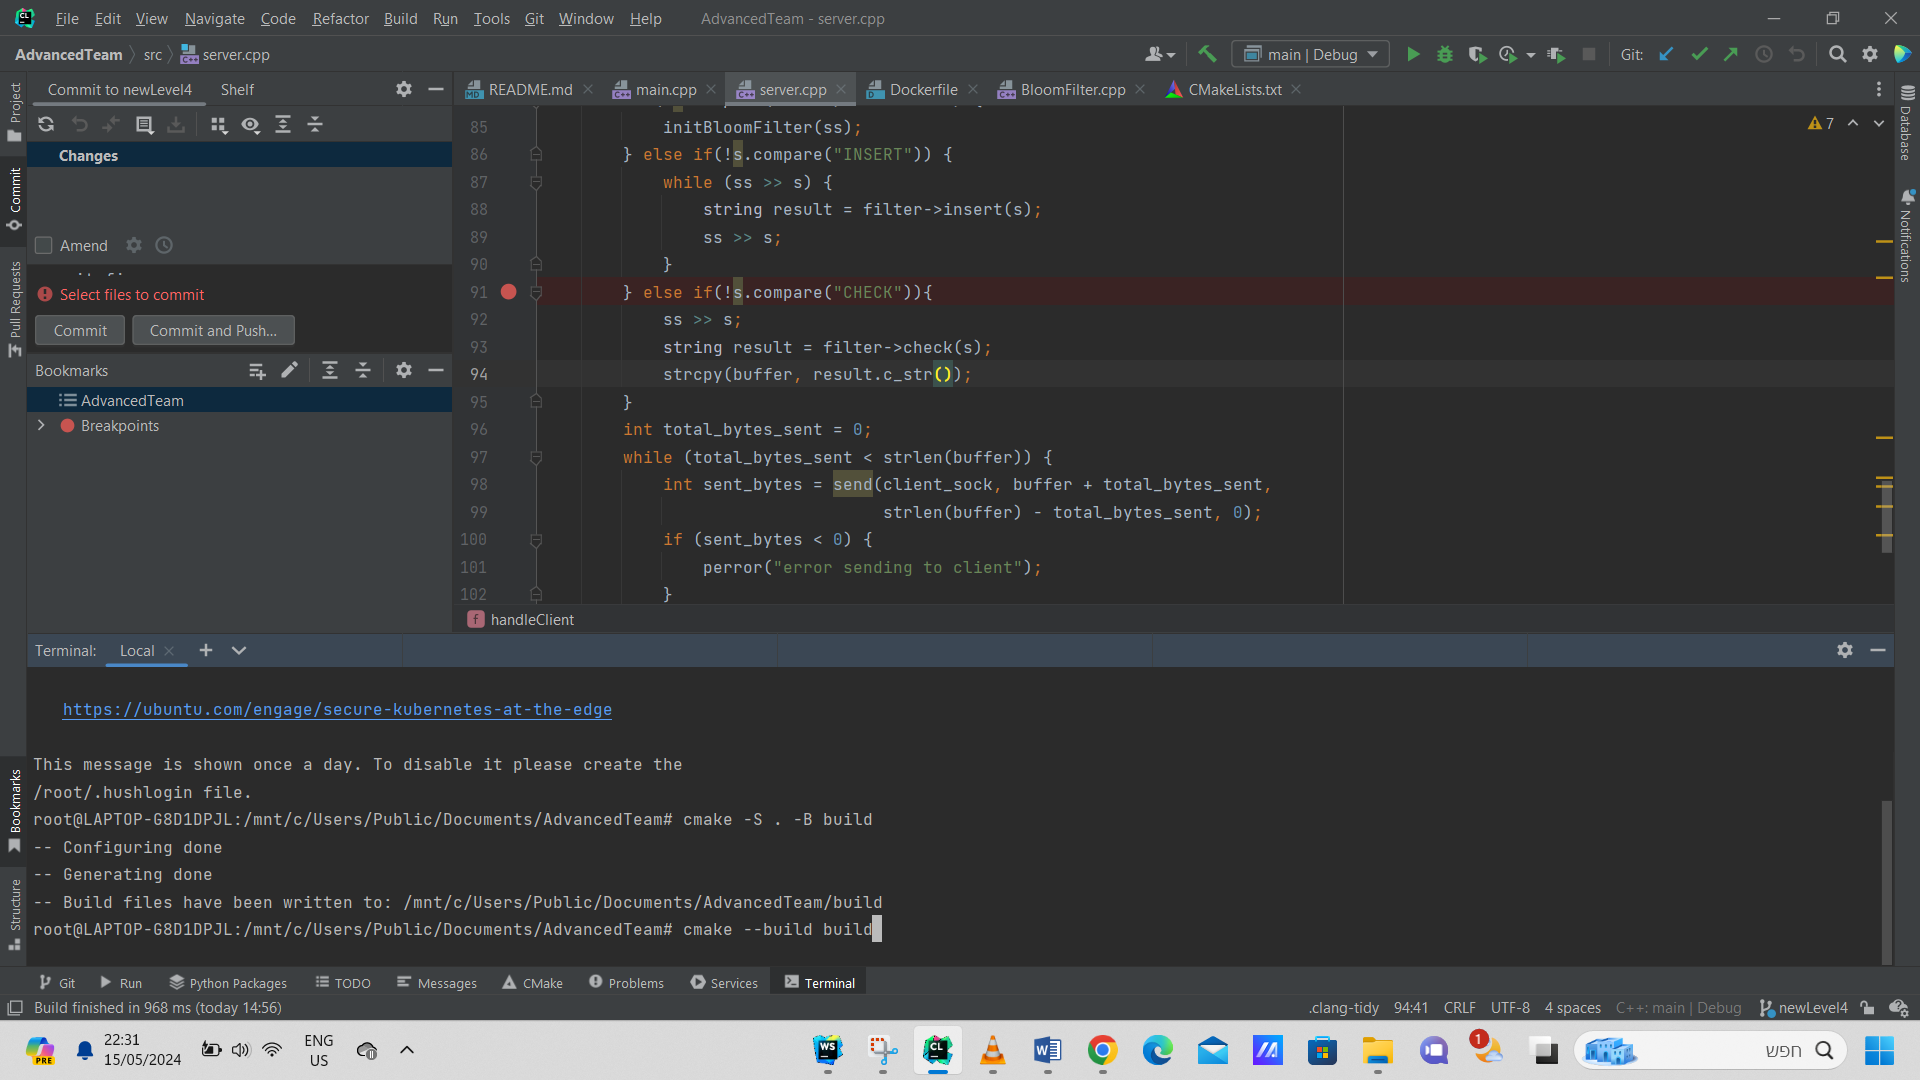 File Edit View Navigate Code Refactor Build Run Tools Git Window Help AdvancedTeam - server.cpp
AdvancedTeam src server.cpp
main | Debug
Git:
Commit to newLevel4 Shelf
README.md main.cpp server.cpp Dockerfile BloomFilter.cpp CMakeLists.txt
Project
Commit
Pull Requests
Bookmarks
Structure
Database
Notifications
Changes
Amend
Select files to commit
Commit Commit and Push...
Bookmarks
AdvancedTeam
Breakpoints
7
85 initBloomFilter(ss);
86 } else if(!s.compare("INSERT")) {
87 while (ss >> s) {
88 string result = filter->insert(s);
89 ss >> s;
90 }
91 } else if(!s.compare("CHECK")){
92 ss >> s;
93 string result = filter->check(s);
94 strcpy(buffer, result.c_str());
95 }
96 int total_bytes_sent = 0;
97 while (total_bytes_sent < strlen(buffer)) {
98 int sent_bytes = send(client_sock, buffer + total_bytes_sent,
99 strlen(buffer) - total_bytes_sent, 0);
100 if (sent_bytes < 0) {
101 perror("error sending to client");
102 }
f handleClient
Terminal: Local
https://ubuntu.com/engage/secure-kubernetes-at-the-edge
This message is shown once a day. To disable it please create the
/root/.hushlogin file.
root@LAPTOP-G8D1DPJL:/mnt/c/Users/Public/Documents/AdvancedTeam# cmake -S . -B build
-- Configuring done
-- Generating done
-- Build files have been written to: /mnt/c/Users/Public/Documents/AdvancedTeam/build
root@LAPTOP-G8D1DPJL:/mnt/c/Users/Public/Documents/AdvancedTeam# cmake --build build
Git Run Python Packages TODO Messages CMake Problems Services Terminal
Build finished in 968 ms (today 14:56) .clang-tidy 94:41 CRLF UTF-8 4 spaces C++: main | Debug newLevel4
PRE
22:31
15/05/2024
ENG
US
WS
CL
1
חפש